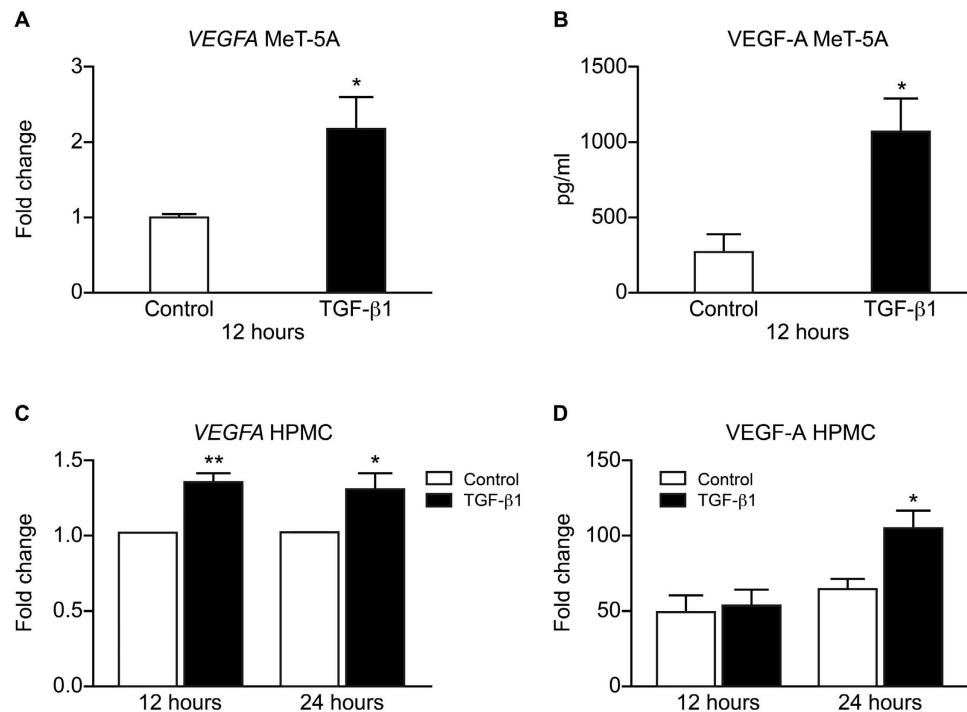 A
VEGFA MeT-5A
Fold change
3
2
1
0
*
Control
TGF-β1
12 hours
B
VEGF-A MeT-5A
pg/ml
1500
1000
500
0
*
Control
TGF-β1
12 hours
C
VEGFA HPMC
Fold change
1.5
1.0
0.5
0.0
**
*
Control
TGF-β1
12 hours
24 hours
D
VEGF-A HPMC
Fold change
150
100
50
0
Control
TGF-β1
*
12 hours
24 hours